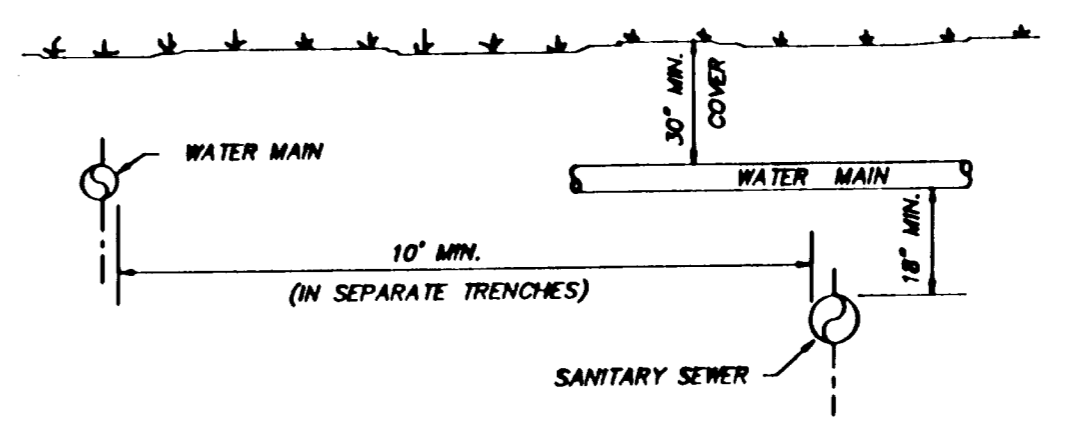 30" MIN.
COVER
WATER MAIN
WATER MAIN
10' MIN.
(IN SEPARATE TRENCHES)
18" MIN.
SANITARY SEWER